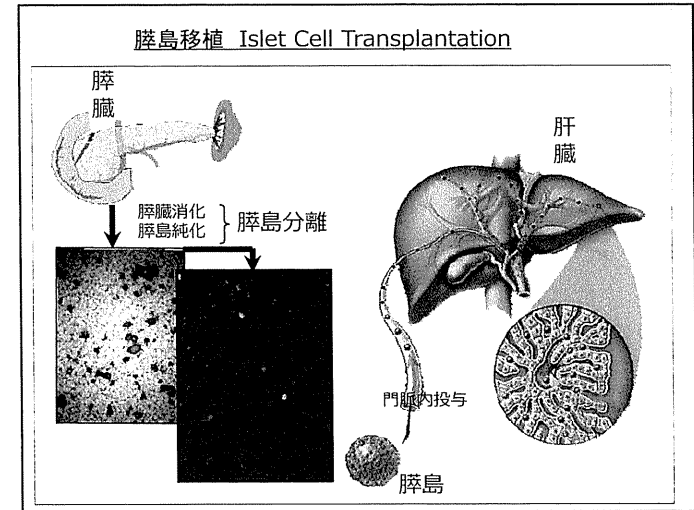 膵島移植 Islet Cell Transplantation
膵
臓
膵臓消化
膵島純化
膵島分離
肝
臓
門脈内投与
膵島